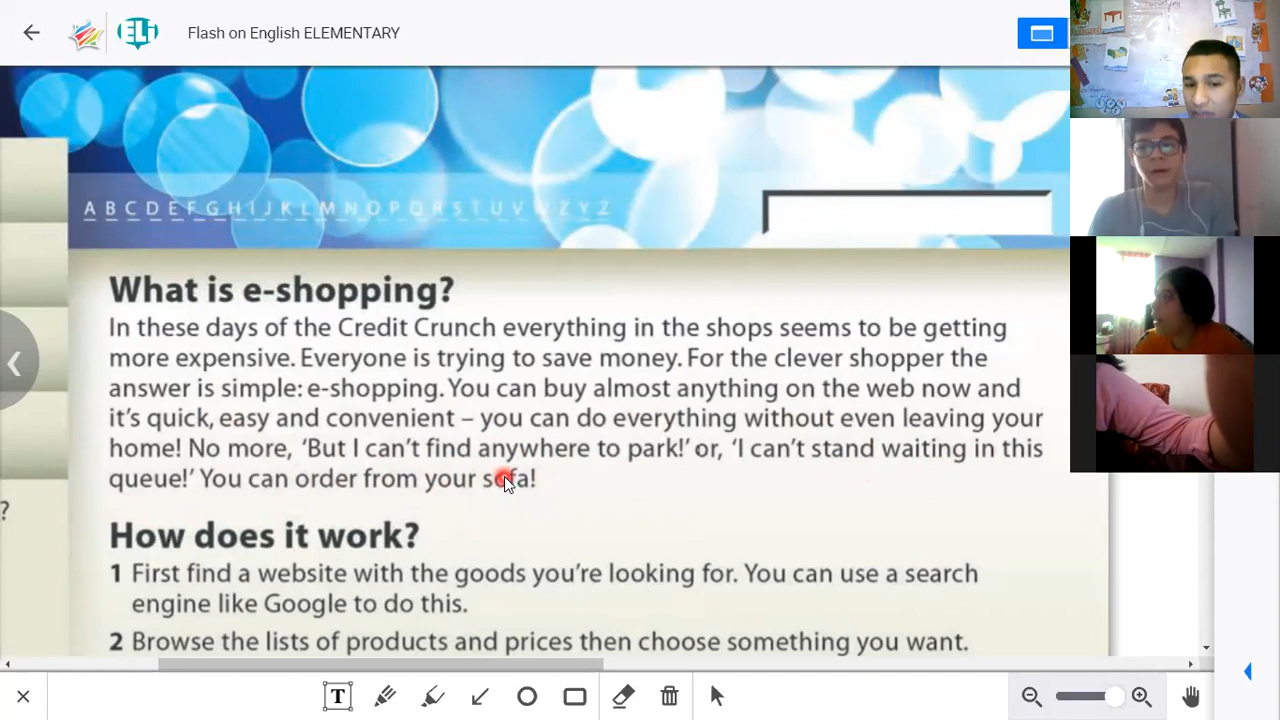 ELi
Flash on English ELEMENTARY
A B C D E F G H I J K L M N O P Q R S T U V W Z Y Z
What is e-shopping?
In these days of the Credit Crunch everything in the shops seems to be getting
more expensive. Everyone is trying to save money. For the clever shopper the
answer is simple: e-shopping. You can buy almost anything on the web now and
it's quick, easy and convenient – you can do everything without even leaving your
home! No more, 'But I can't find anywhere to park!' or, 'I can't stand waiting in this
queue!' You can order from your sofa!
?
How does it work?
1 First find a website with the goods you're looking for. You can use a search
engine like Google to do this.
2 Browse the lists of products and prices then choose something you want.
T